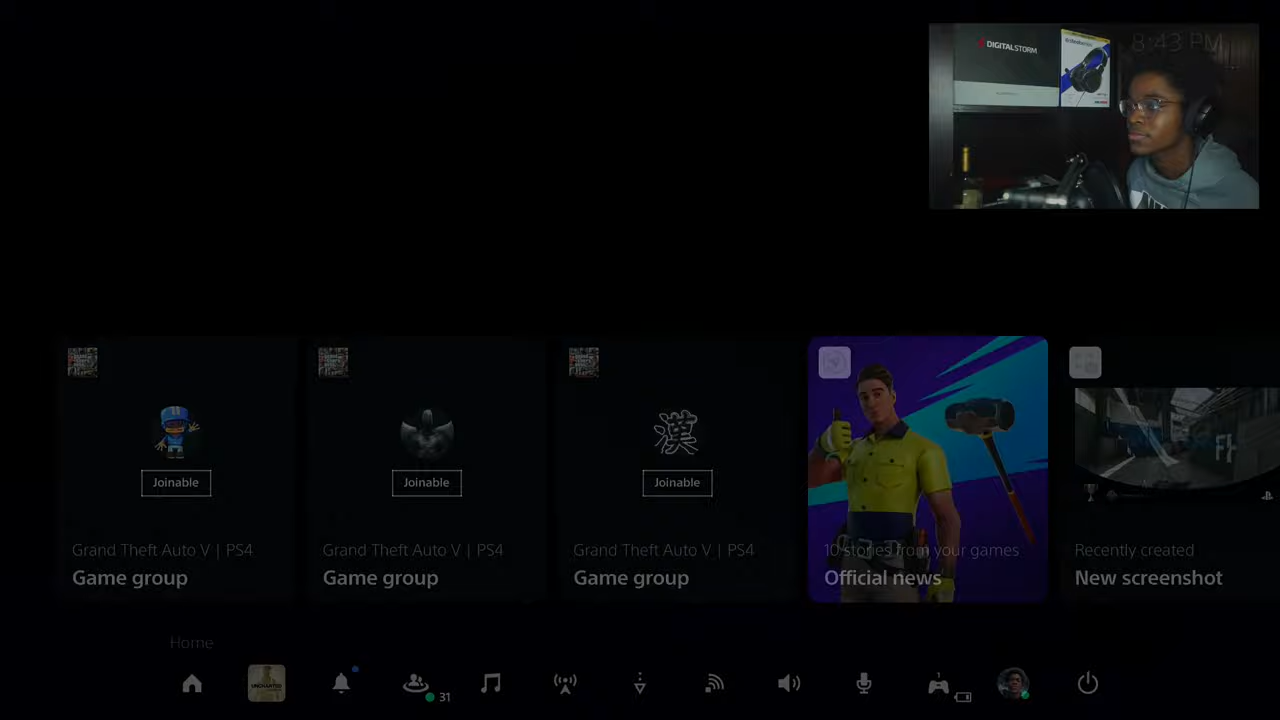 8:43 PM
DIGITALSTORM
Joinable
Joinable
漢
Joinable
Grand Theft Auto V | PS4
Game group
Grand Theft Auto V | PS4
Game group
Grand Theft Auto V | PS4
Game group
10 stories from your games
Official news
Recently created
New screenshot
Home
UNCHARTED
31